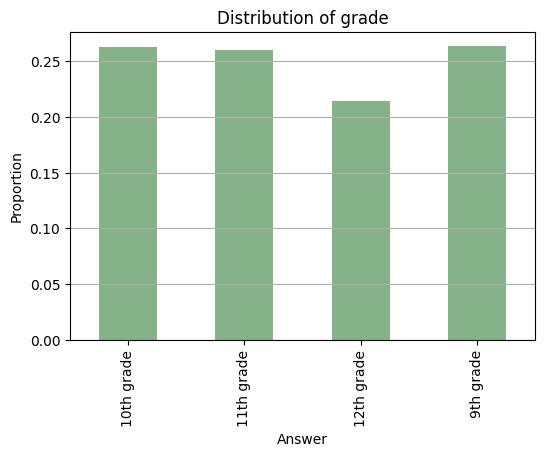 Distribution of grade
Proportion
0.25
0.20
0.15
0.10
0.05
0.00
10th grade
11th grade
12th grade
9th grade
Answer